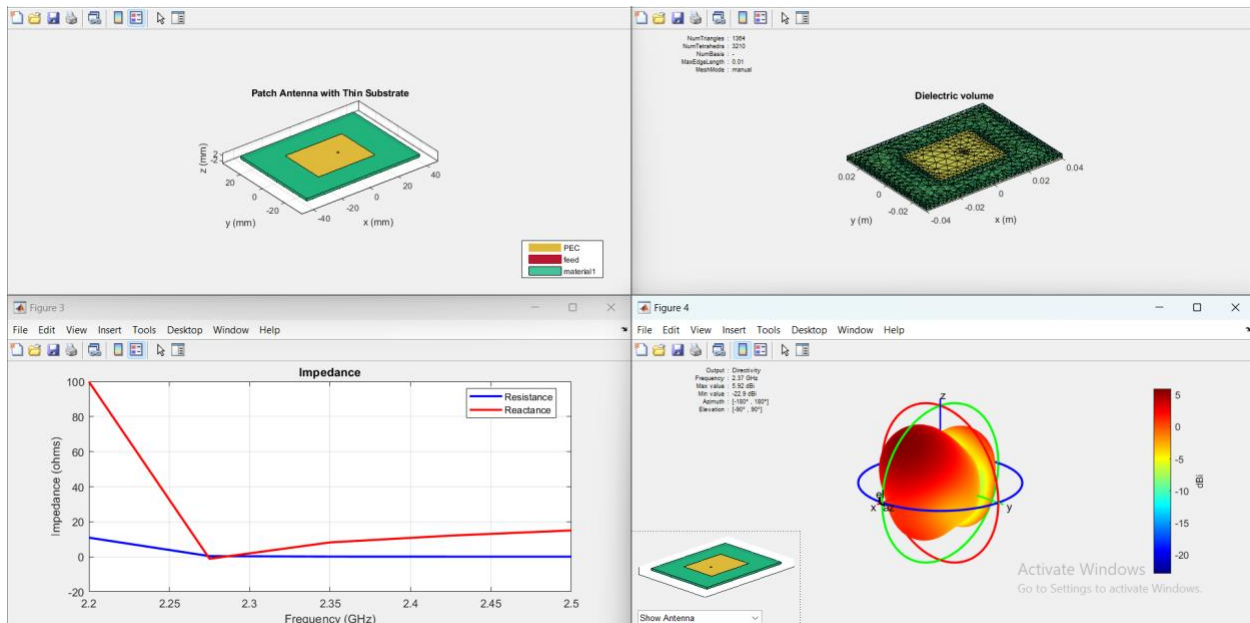 Patch Antenna with Thin Substrate
z (mm)
2
-2
20
0
-20
y (mm)
-40
-20
0
20
40
x (mm)
PEC
feed
material1
NumTriangles : 1364
NumTetrahedra : 3210
NumBasis : -
MaxEdgeLength : 0.01
MeshMode : manual
Dielectric volume
0.02
0
-0.02
y (m)
-0.04
-0.02
0
0.02
0.04
x (m)
Figure 3
File Edit View Insert Tools Desktop Window Help
Impedance
Resistance
Reactance
Impedance (ohms)
100
80
60
40
20
0
-20
2.2 2.25 2.3 2.35 2.4 2.45 2.5
Frequency (GHz)
Figure 4
File Edit View Insert Tools Desktop Window Help
Output : Directivity
Frequency : 2.37 GHz
Max value : 5.92 dBi
Min value : -22.9 dBi
Azimuth : [-180° , 180°]
Elevation : [-90° , 90°]
z
el
x az
y
5
0
-5
-10
-15
-20
dBi
Show Antenna
Activate Windows
Go to Settings to activate Windows.